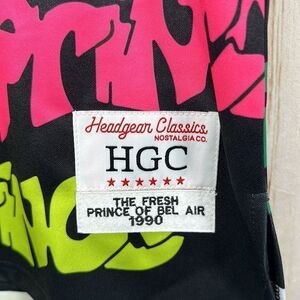 Headgear Classics
NOSTALGIA CO.
HGC
THE FRESH
PRINCE OF BEL AIR
1990